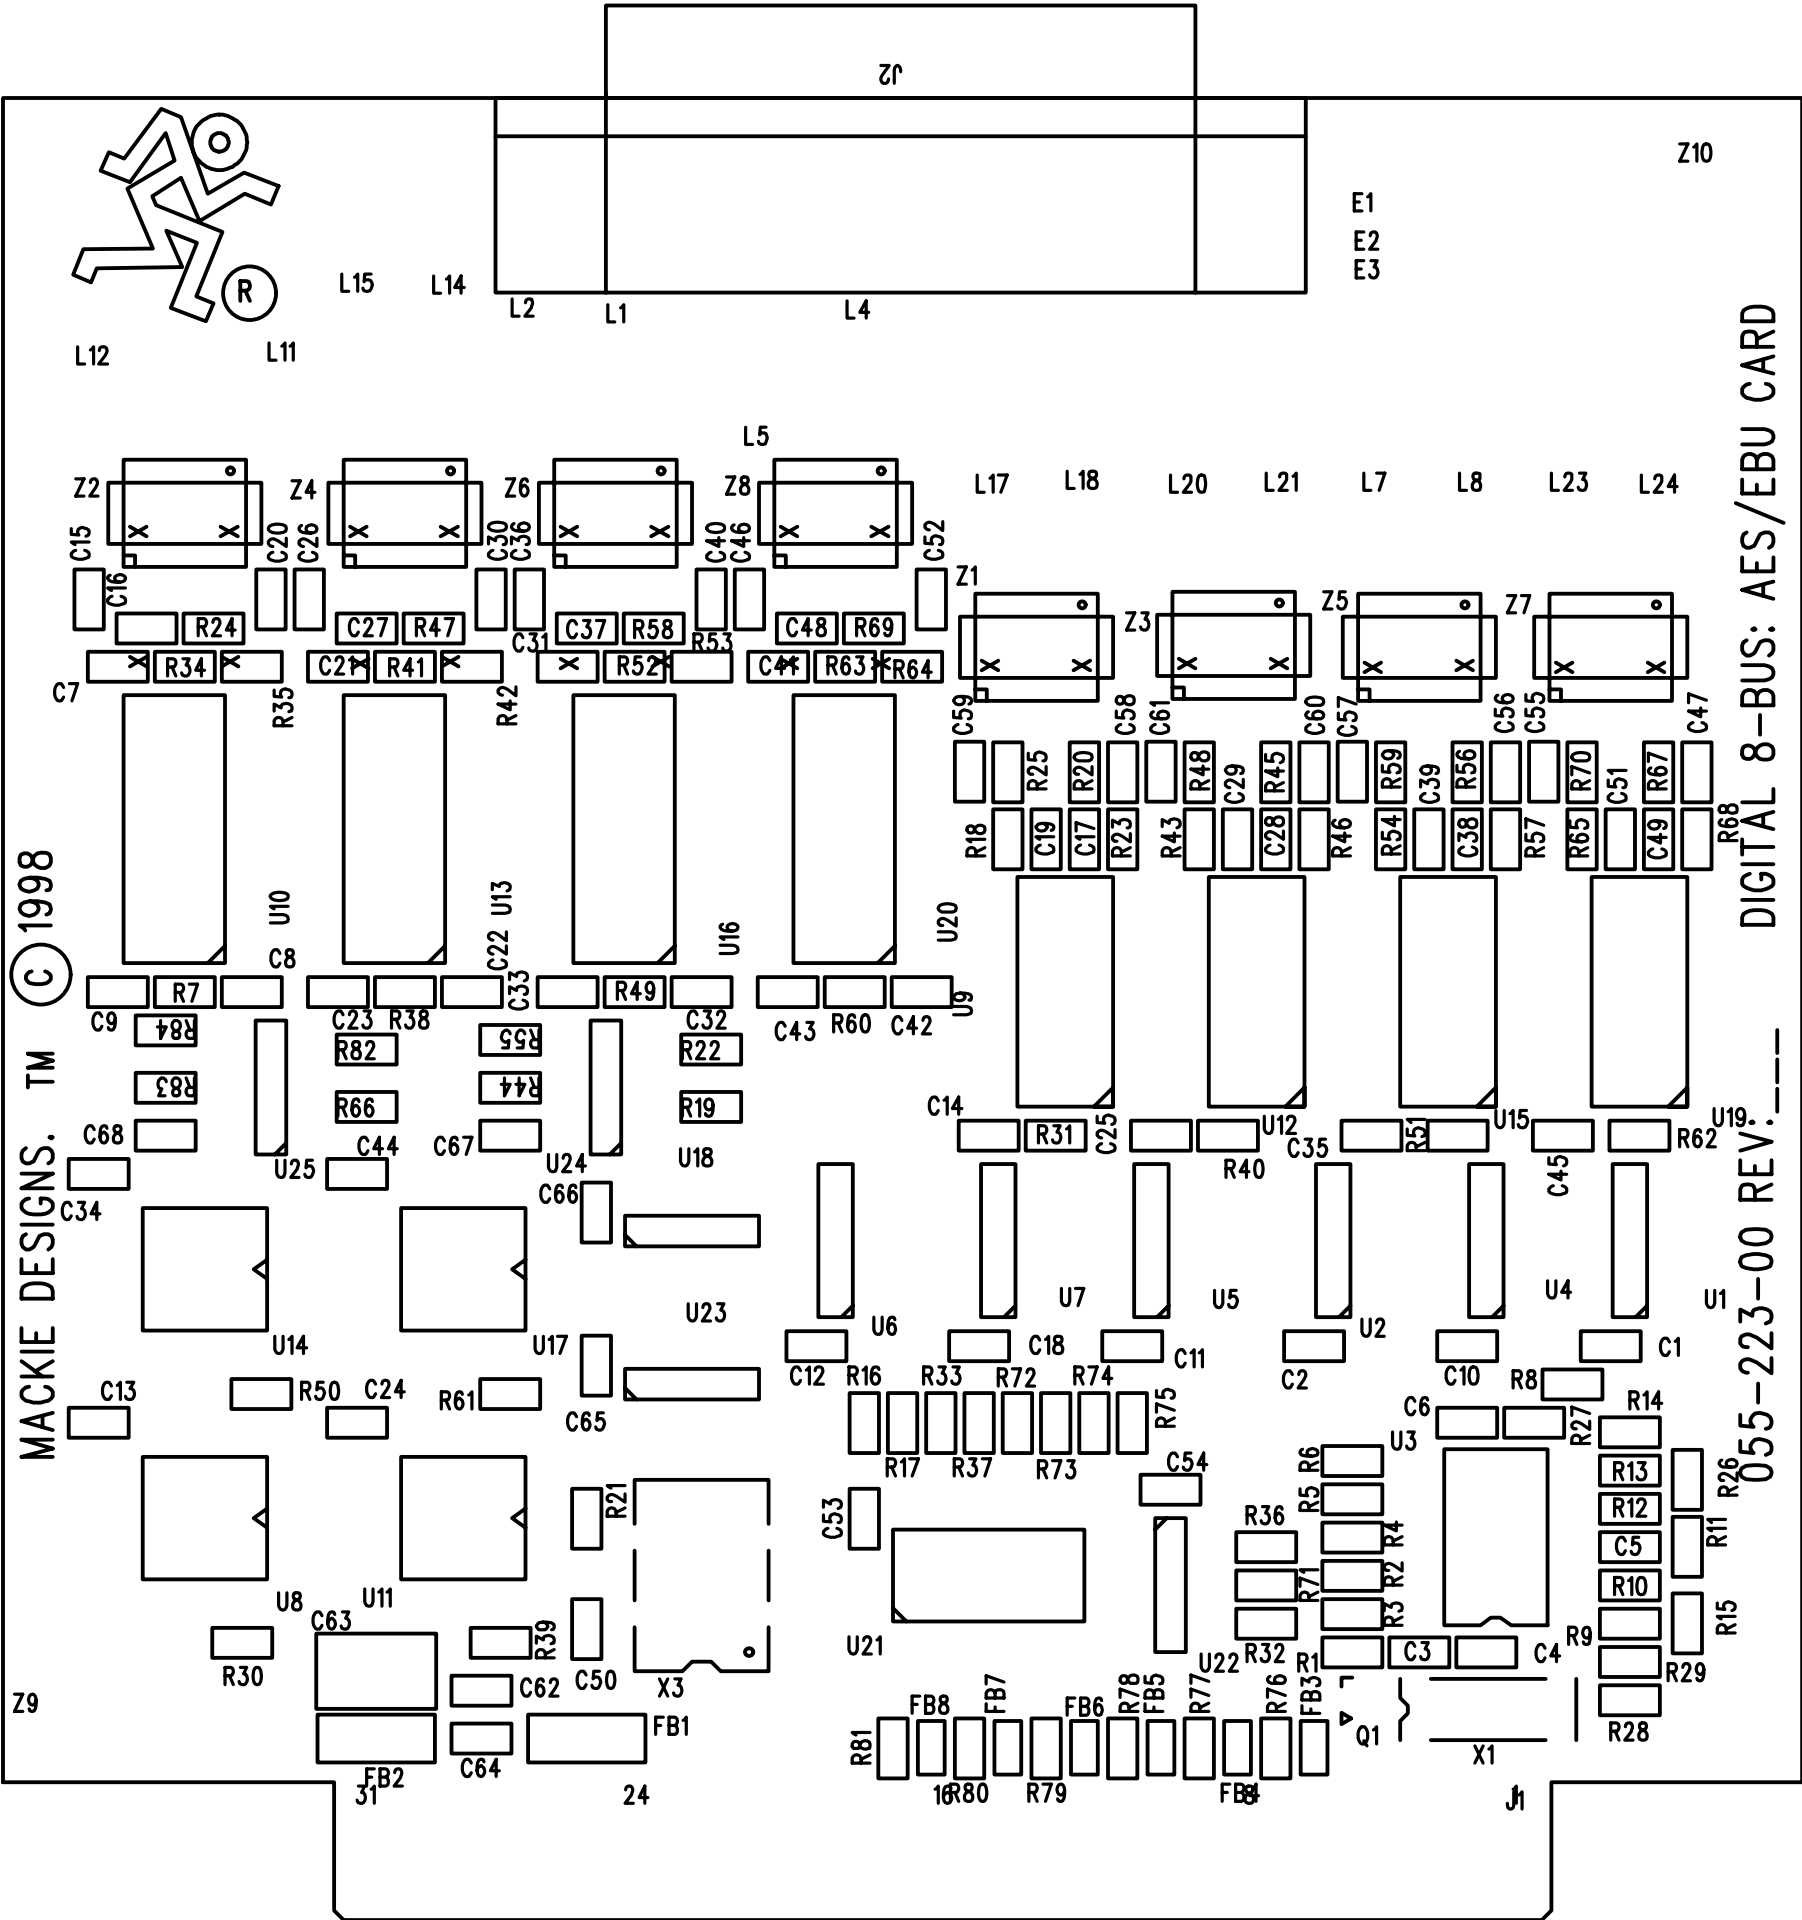 J2
Z10
E1
E2
E3
R
L15
L14
L2
L1
L4
L12
L11
L5
Z2
Z4
Z6
Z8
L17
L18
L20
L21
L7
L8
L23
L24
C15
C16
C20
C26
C30
C36
C40
C46
C52
Z1
Z3
Z5
Z7
R24
C27
R47
C31
C37
R58
R53
C48
R69
C7
R34
R35
C21
R41
R42
R52
C41
R63
R64
C59
C58
C61
C60
C57
C56
C55
C47
R25
R20
R48
C29
R45
R59
C39
R56
R70
C51
R67
R18
C19
C17
R23
R43
C28
R46
R54
C38
R57
R65
C49
R68
U10
U13
U16
U20
C8
C22
C33
U9
R7
R49
C9
R84
C23
R38
R55
C32
C43
R60
C42
R82
R22
R83
R66
R44
R19
C14
C68
C44
C67
U18
R31
C25
U12
C35
R51
U15
C45
U19
R62
R40
U25
U24
C66
C34
U23
U7
U5
U4
U1
U14
U17
U6
C18
C11
U2
C2
C10
C1
C12
R8
C13
R50
C24
R61
C65
R16
R33
R72
R74
R75
R17
R37
R73
C6
R27
R14
U3
R6
R13
R26
C54
R5
R12
R21
C53
R36
R4
C5
R11
R71
R2
R10
R3
R15
R9
U8
U11
C63
R39
U21
R32
U22
R1
C3
C4
R29
R30
C62
C50
X3
Z9
FB8
FB7
FB6
R78
FB5
R77
R76
FB3
R28
FB1
R81
Q1
X1
C64
FB2
31
24
16
R80
R79
FB4
8
J1
1
MACKIE DESIGNS. TM © 1998
DIGITAL 8-BUS: AES/EBU CARD
055-223-00 REV:___